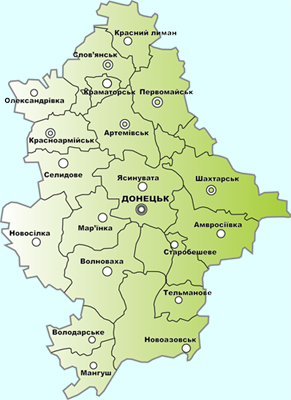 Красний лиман
Слов'янськ
Краматорськ
Олександрівка
Первомайськ
Артемівськ
Красноармійськ
Селидове
Ясинувата
Шахтарськ
ДОНЕЦЬК
Мар'їнка
Амвросіївка
Новосілка
Старобешеве
Волноваха
Тельманове
Володарське
Новоазовськ
Мангуш